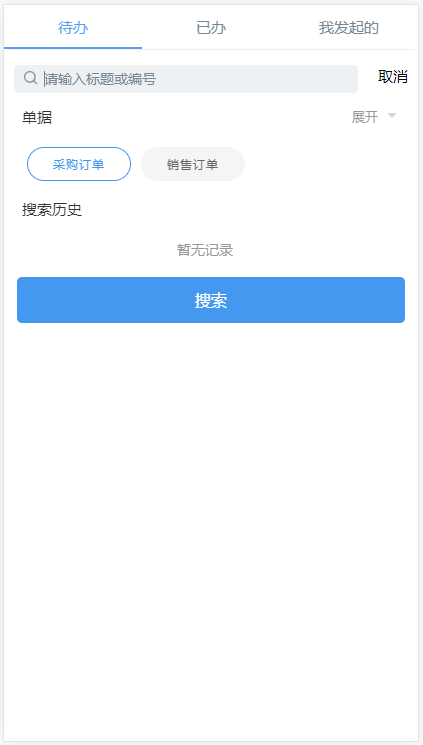 待办 已办 我发起的
请输入标题或编号 取消
单据 展开
采购订单 销售订单
搜索历史
暂无记录
搜索